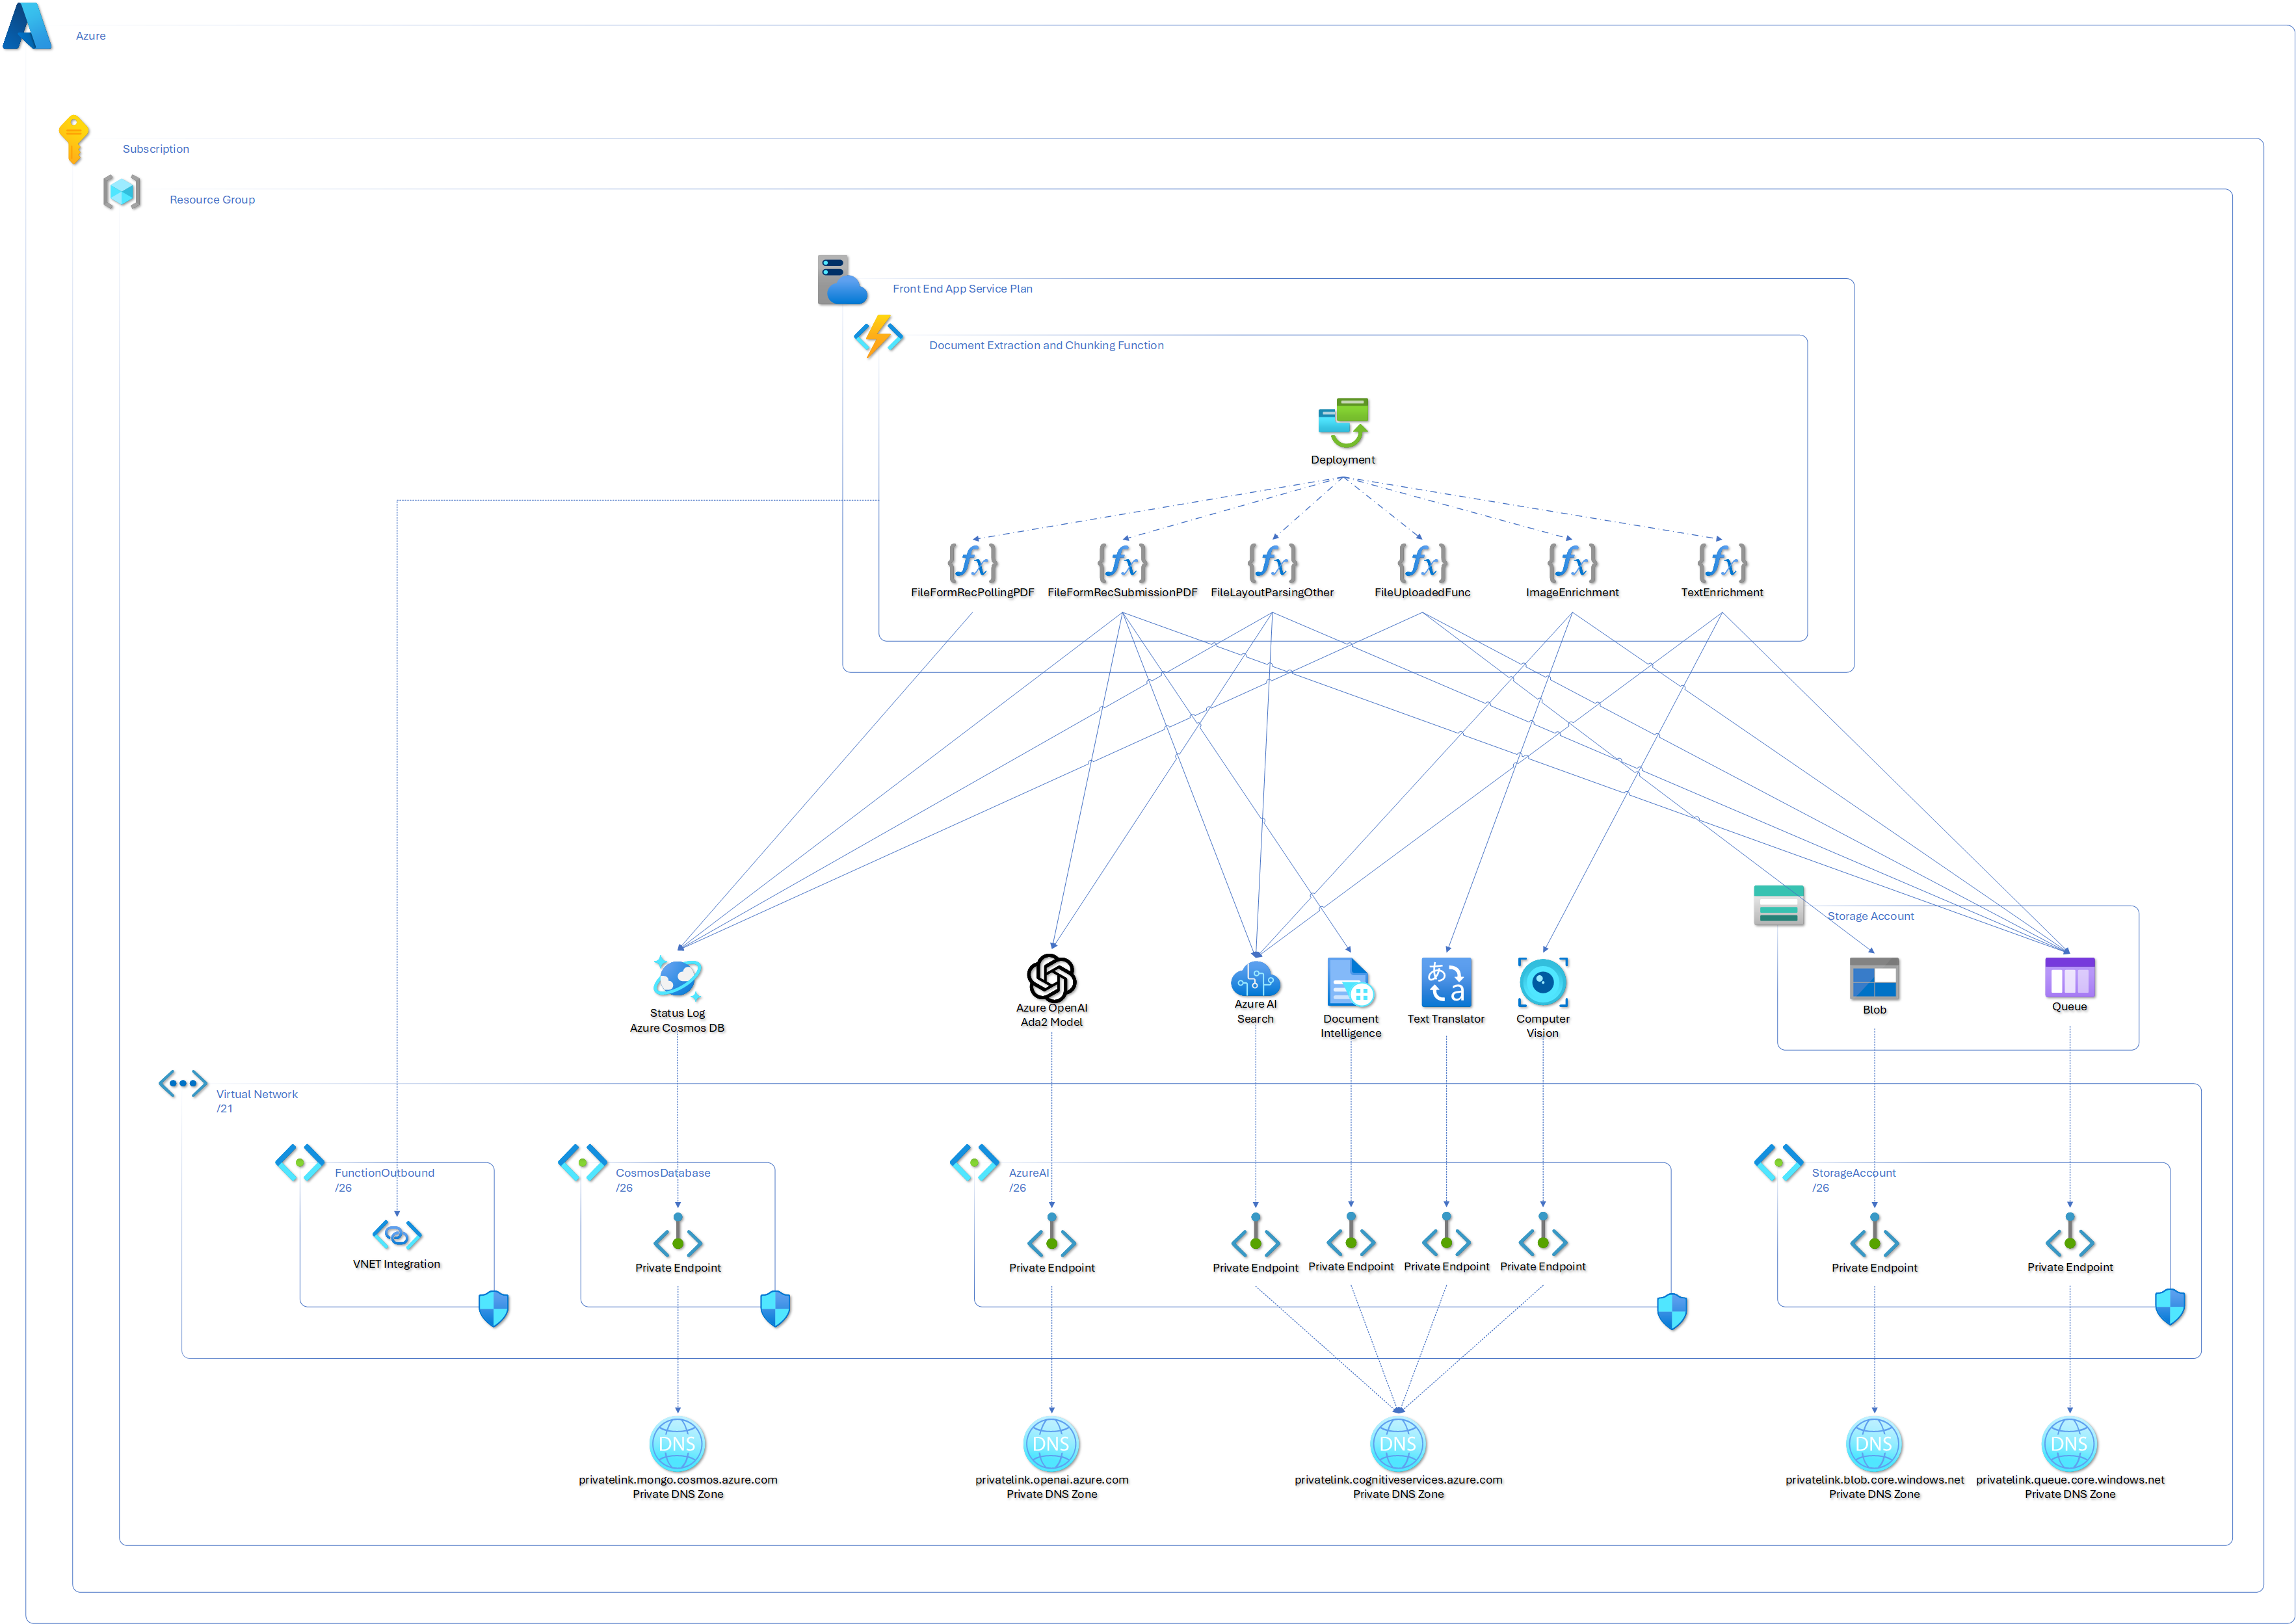 Azure
Subscription
Resource Group
Front End App Service Plan
Document Extraction and Chunking Function
Deployment
FileFormRecPollingPDF
FileFormRecSubmissionPDF
FileLayoutParsingOther
FileUploadedFunc
ImageEnrichment
TextEnrichment
Storage Account
Status Log
Azure Cosmos DB
Azure OpenAI
Ada2 Model
Azure AI
Search
Document
Intelligence
Text Translator
Computer
Vision
Blob
Queue
あ
a
Virtual Network
/21
FunctionOutbound
/26
CosmosDatabase
/26
AzureAI
/26
StorageAccount
/26
VNET Integration
Private Endpoint
Private Endpoint
Private Endpoint
Private Endpoint
Private Endpoint
Private Endpoint
Private Endpoint
Private Endpoint
DNS
DNS
DNS
DNS
DNS
privatelink.mongo.cosmos.azure.com
Private DNS Zone
privatelink.openai.azure.com
Private DNS Zone
privatelink.cognitiveservices.azure.com
Private DNS Zone
privatelink.blob.core.windows.net
Private DNS Zone
privatelink.queue.core.windows.net
Private DNS Zone